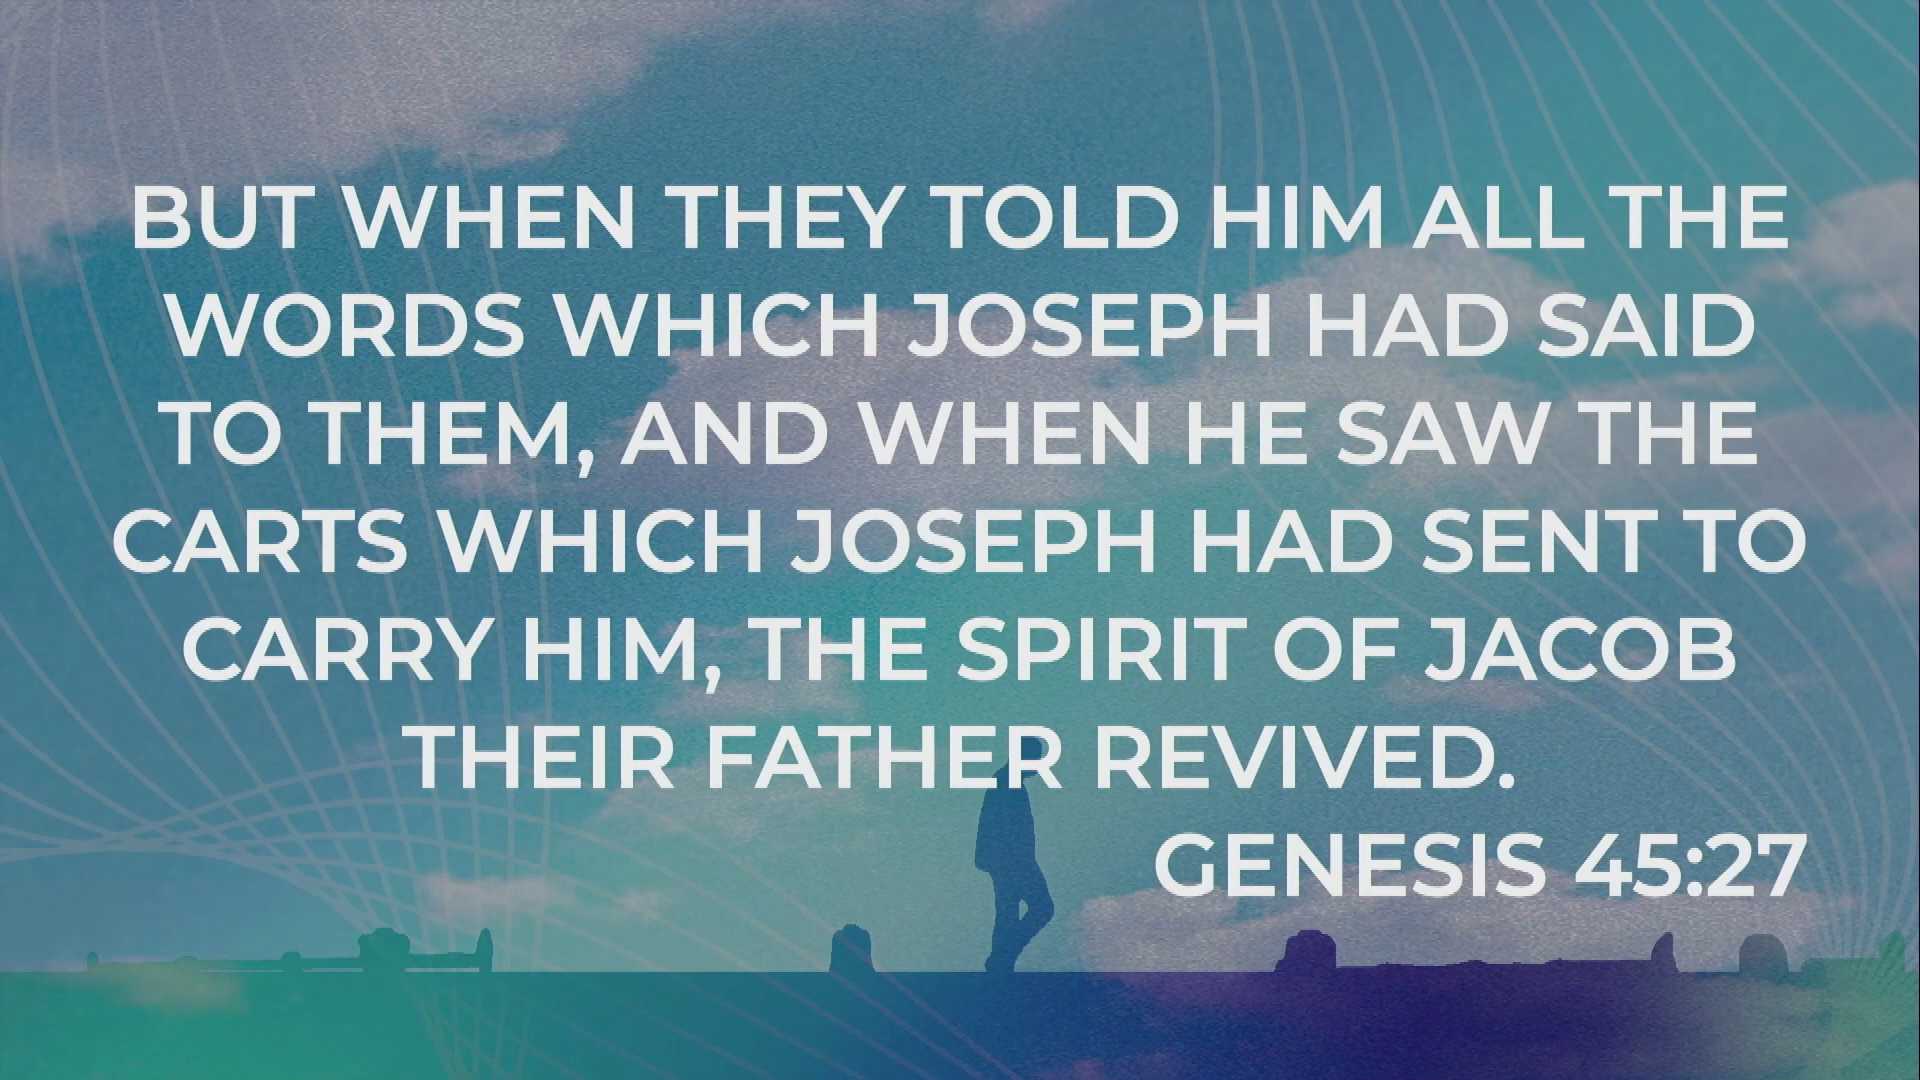 BUT WHEN THEY TOLD HIM ALL THE
WORDS WHICH JOSEPH HAD SAID
TO THEM, AND WHEN HE SAW THE
CARTS WHICH JOSEPH HAD SENT TO
CARRY HIM, THE SPIRIT OF JACOB
THEIR FATHER REVIVED.
GENESIS 45:27